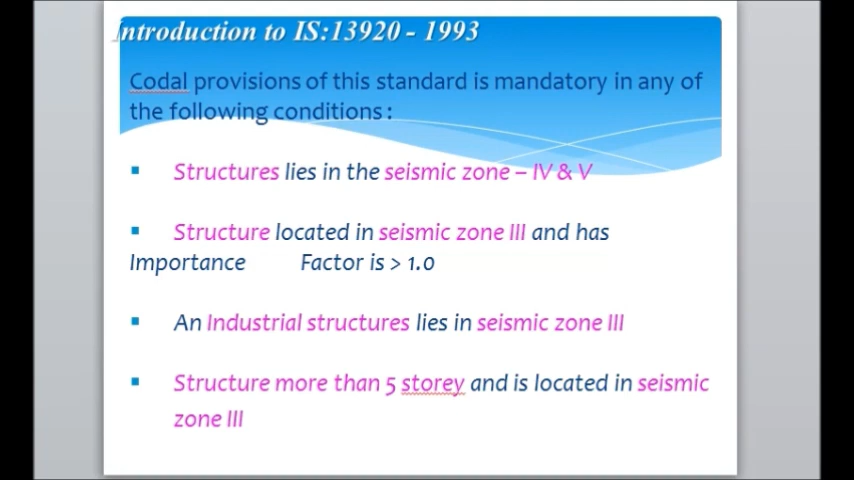 Introduction to IS:13920 - 1993
Codal provisions of this standard is mandatory in any of
the following conditions :
▪ Structures lies in the seismic zone – IV & V
▪ Structure located in seismic zone III and has
Importance Factor is > 1.0
▪ An Industrial structures lies in seismic zone III
▪ Structure more than 5 storey and is located in seismic
zone III